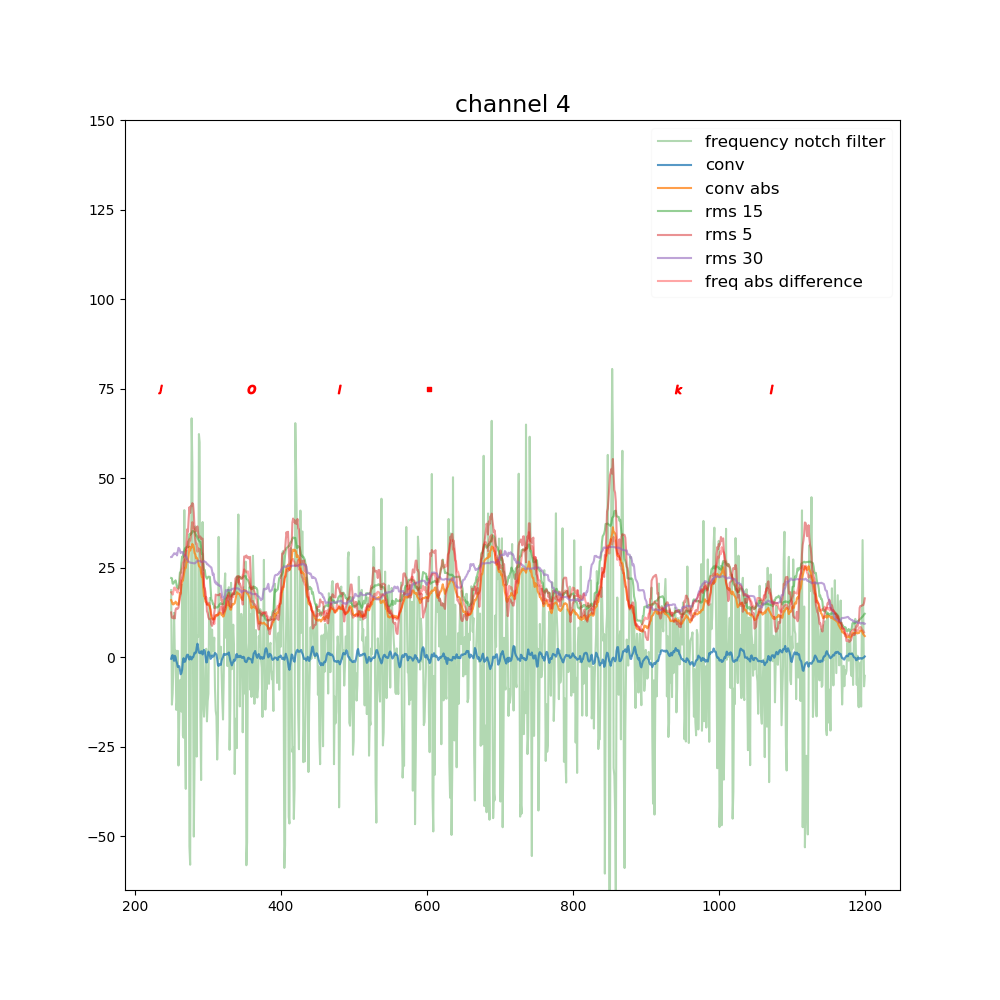 channel 4
150
125
100
75
50
25
0
−25
−50
200 400 600 800 1000 1200
frequency notch filter
conv
conv abs
rms 15
rms 5
rms 30
freq abs difference
J O I ▪ k I